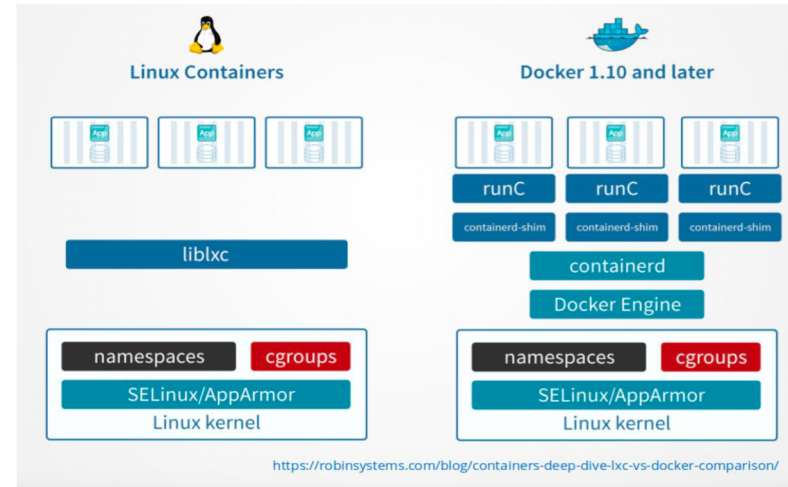 Linux Containers
App
App
App
liblxc
namespaces
cgroups
SELinux/AppArmor
Linux kernel
Docker 1.10 and later
App
App
App
runC
runC
runC
containerd-shim
containerd-shim
containerd-shim
containerd
Docker Engine
namespaces
cgroups
SELinux/AppArmor
Linux kernel
https://robinsystems.com/blog/containers-deep-dive-lxc-vs-docker-comparison/